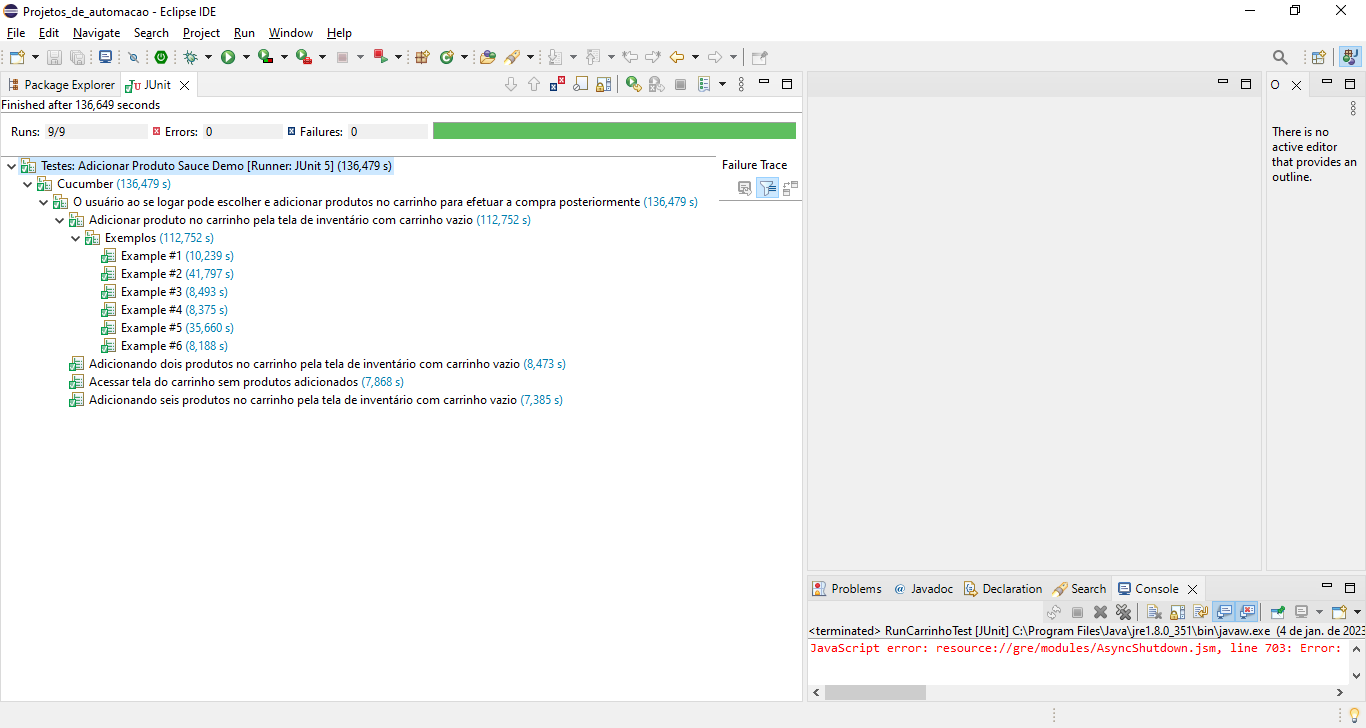 Projetos_de_automacao - Eclipse IDE
File Edit Navigate Search Project Run Window Help
Package Explorer JUnit
Finished after 136,649 seconds
Runs: 9/9 Errors: 0 Failures: 0
Testes: Adicionar Produto Sauce Demo [Runner: JUnit 5] (136,479 s)
Cucumber (136,479 s)
O usuário ao se logar pode escolher e adicionar produtos no carrinho para efetuar a compra posteriormente (136,479 s)
Adicionar produto no carrinho pela tela de inventário com carrinho vazio (112,752 s)
Exemplos (112,752 s)
Example #1 (10,239 s)
Example #2 (41,797 s)
Example #3 (8,493 s)
Example #4 (8,375 s)
Example #5 (35,660 s)
Example #6 (8,188 s)
Adicionando dois produtos no carrinho pela tela de inventário com carrinho vazio (8,473 s)
Acessar tela do carrinho sem produtos adicionados (7,868 s)
Adicionando seis produtos no carrinho pela tela de inventário com carrinho vazio (7,385 s)
Failure Trace
O
There is no
active editor
that provides an
outline.
Problems @ Javadoc Declaration Search Console
<terminated> RunCarrinhoTest [JUnit] C:\Program Files\Java\jre1.8.0_351\bin\javaw.exe (4 de jan. de 2023
JavaScript error: resource://gre/modules/AsyncShutdown.jsm, line 703: Error: